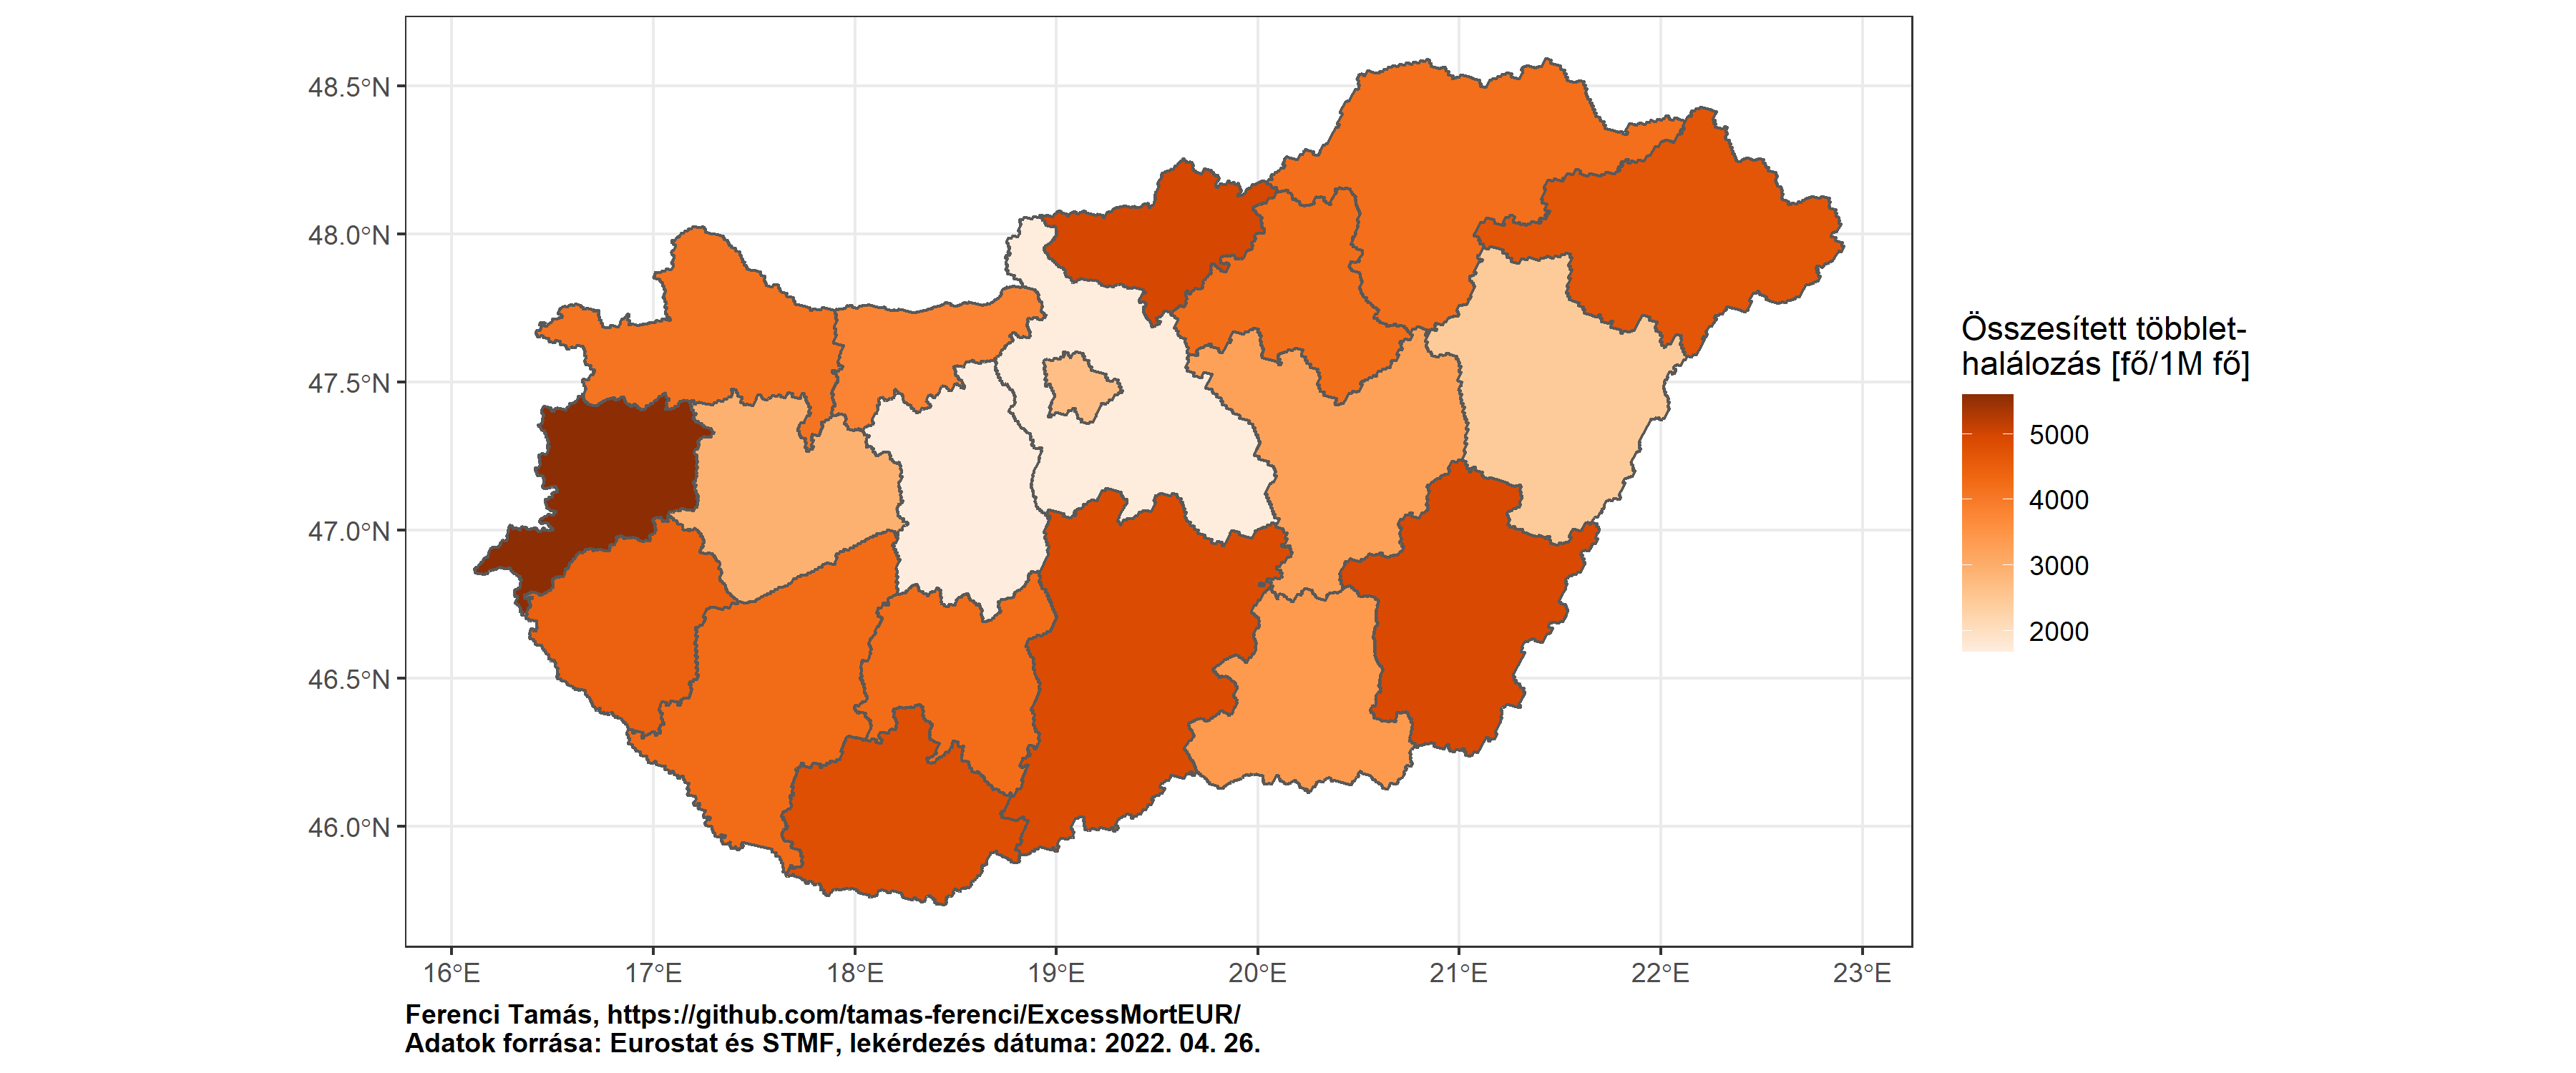 48.5°N
48.0°N
47.5°N
47.0°N
46.5°N
46.0°N
16°E 17°E 18°E 19°E 20°E 21°E 22°E 23°E
Összesített többlet-
halálozás [fő/1M fő]
5000
4000
3000
2000
Ferenci Tamás, https://github.com/tamas-ferenci/ExcessMortEUR/
Adatok forrása: Eurostat és STMF, lekérdezés dátuma: 2022. 04. 26.